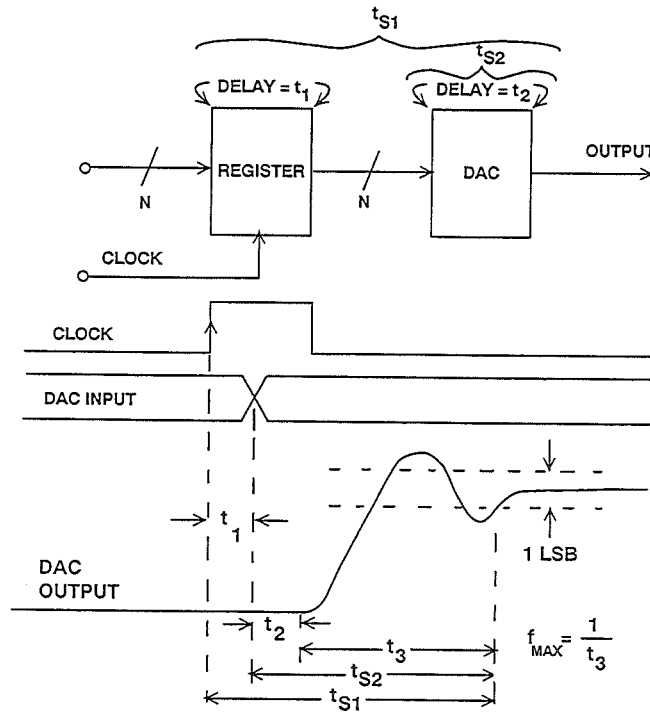 tS1
tS2
DELAY = t1
DELAY = t2
OUTPUT
REGISTER
DAC
N
N
CLOCK
CLOCK
DAC INPUT
t1
1 LSB
DAC
OUTPUT
t2
t3
fMAX = 1/t3
tS2
tS1